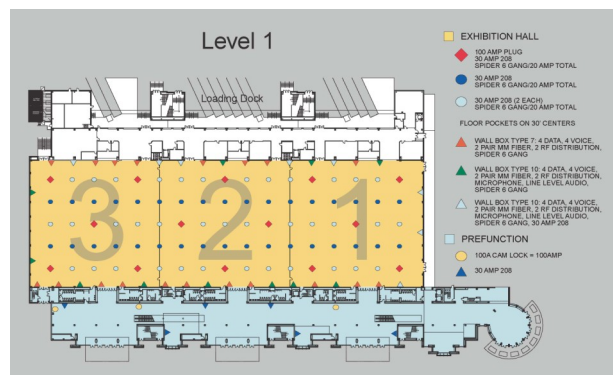 Level 1
Loading Dock
3
2
1
EXHIBITION HALL
100 AMP PLUG
30 AMP 208
SPIDER 6 GANG/20 AMP TOTAL
30 AMP 208
SPIDER 6 GANG/20 AMP TOTAL
30 AMP 208 (2 EACH)
SPIDER 6 GANG/20 AMP TOTAL
FLOOR POCKETS ON 30' CENTERS
WALL BOX TYPE 7: 4 DATA, 4 VOICE,
2 PAIR MM FIBER, 2 RF DISTRIBUTION,
SPIDER 6 GANG
WALL BOX TYPE 10: 4 DATA, 4 VOICE,
2 PAIR MM FIBER, 2 RF DISTRIBUTION,
MICROPHONE, LINE LEVEL AUDIO,
SPIDER 6 GANG
WALL BOX TYPE 10: 4 DATA, 4 VOICE,
2 PAIR MM FIBER, 2 RF DISTRIBUTION,
MICROPHONE, LINE LEVEL AUDIO,
SPIDER 6 GANG, 30 AMP 208
PREFUNCTION
100A CAM LOCK = 100AMP
30 AMP 208